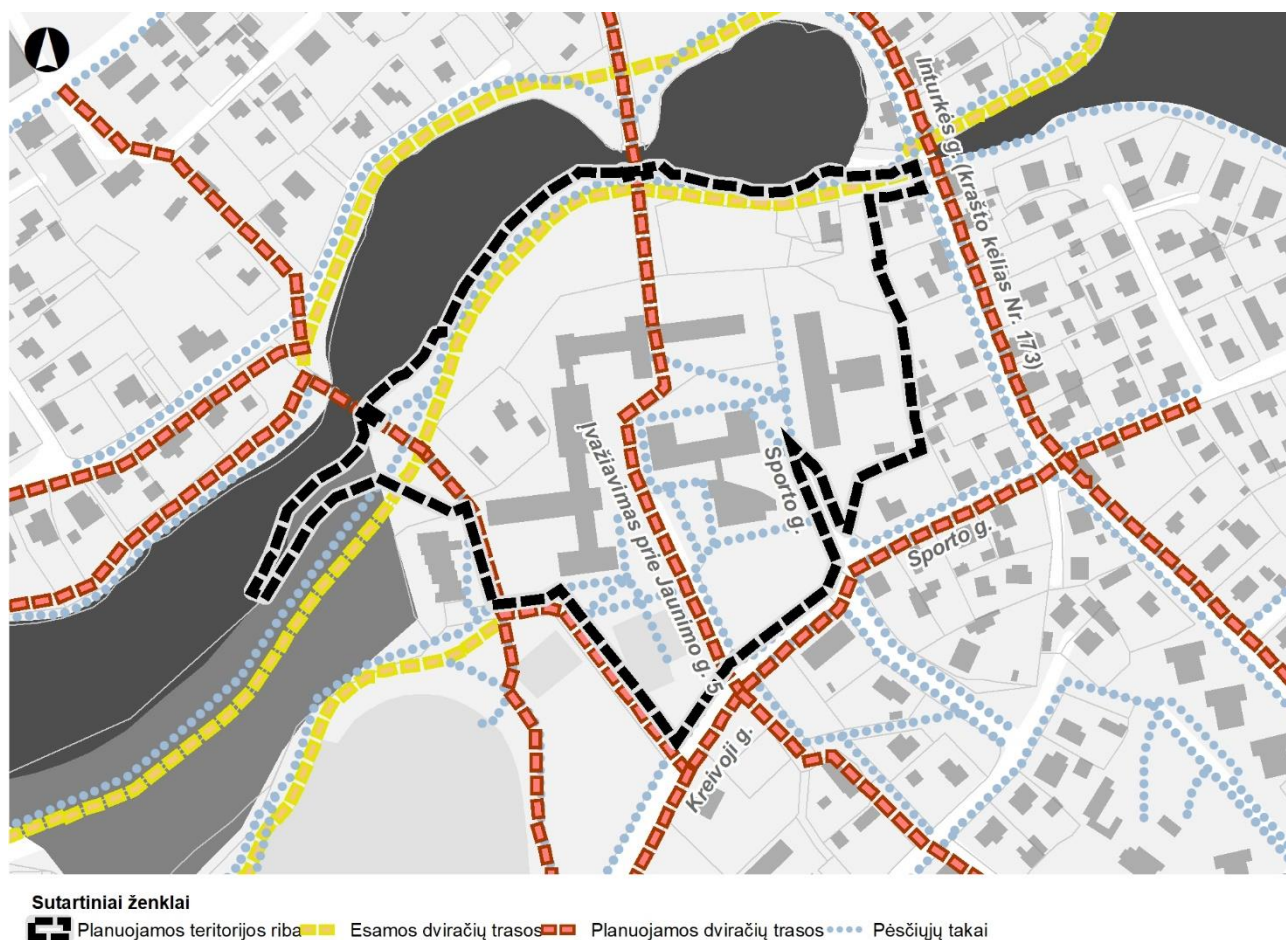 Inturkės g. (krašto kelias Nr. 173)
Įvažiavimas prie Jaunimo g. 5
Sporto g.
Sporto g.
Kreivoji g.
Sutartiniai ženklai
Planuojamos teritorijos riba
Esamos dviračių trasos
Planuojamos dviračių trasos
Pėsčiųjų takai